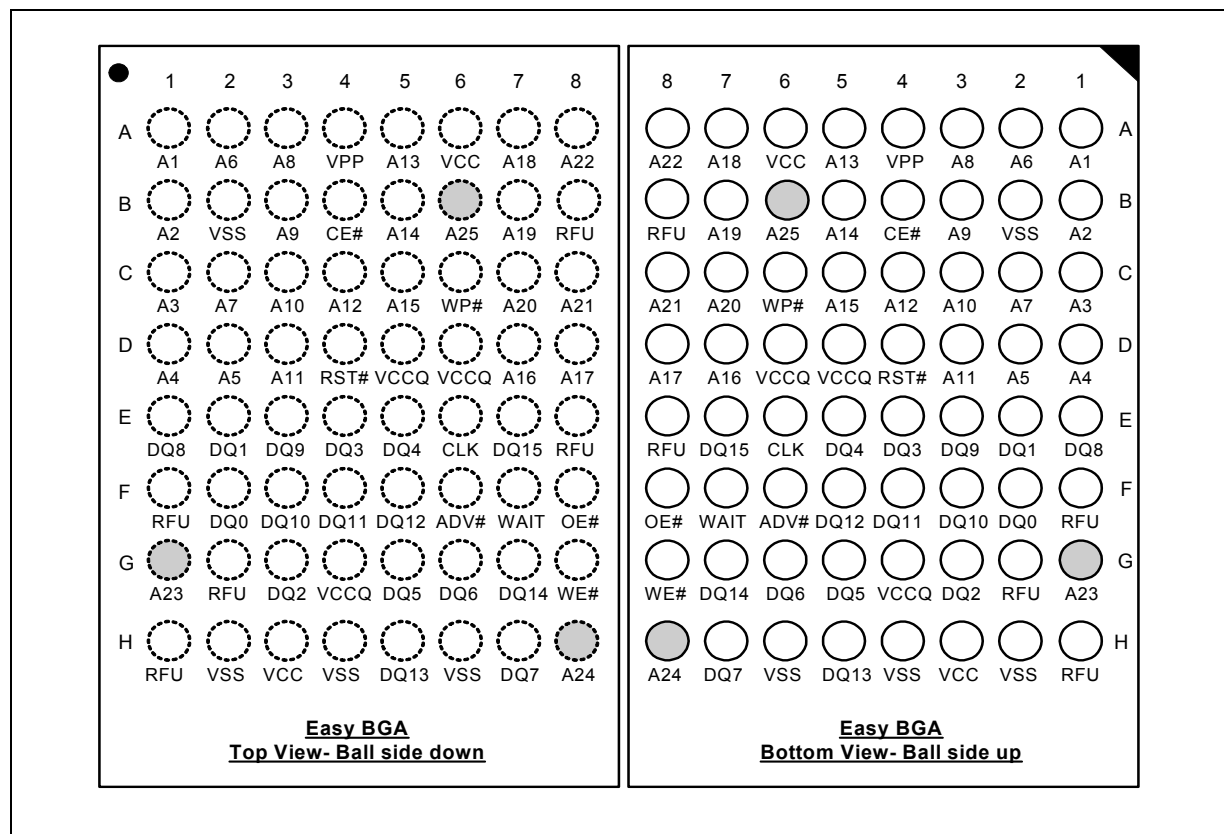 1 2 3 4 5 6 7 8
A
A1 A6 A8 VPP A13 VCC A18 A22
B
A2 VSS A9 CE# A14 A25 A19 RFU
C
A3 A7 A10 A12 A15 WP# A20 A21
D
A4 A5 A11 RST# VCCQ VCCQ A16 A17
E
DQ8 DQ1 DQ9 DQ3 DQ4 CLK DQ15 RFU
F
RFU DQ0 DQ10 DQ11 DQ12 ADV# WAIT OE#
G
A23 RFU DQ2 VCCQ DQ5 DQ6 DQ14 WE#
H
RFU VSS VCC VSS DQ13 VSS DQ7 A24
Easy BGA
Top View- Ball side down
8 7 6 5 4 3 2 1
A
A22 A18 VCC A13 VPP A8 A6 A1
B
RFU A19 A25 A14 CE# A9 VSS A2
C
A21 A20 WP# A15 A12 A10 A7 A3
D
A17 A16 VCCQ VCCQ RST# A11 A5 A4
E
RFU DQ15 CLK DQ4 DQ3 DQ9 DQ1 DQ8
F
OE# WAIT ADV# DQ12 DQ11 DQ10 DQ0 RFU
G
WE# DQ14 DQ6 DQ5 VCCQ DQ2 RFU A23
H
A24 DQ7 VSS DQ13 VSS VCC VSS RFU
Easy BGA
Bottom View- Ball side up